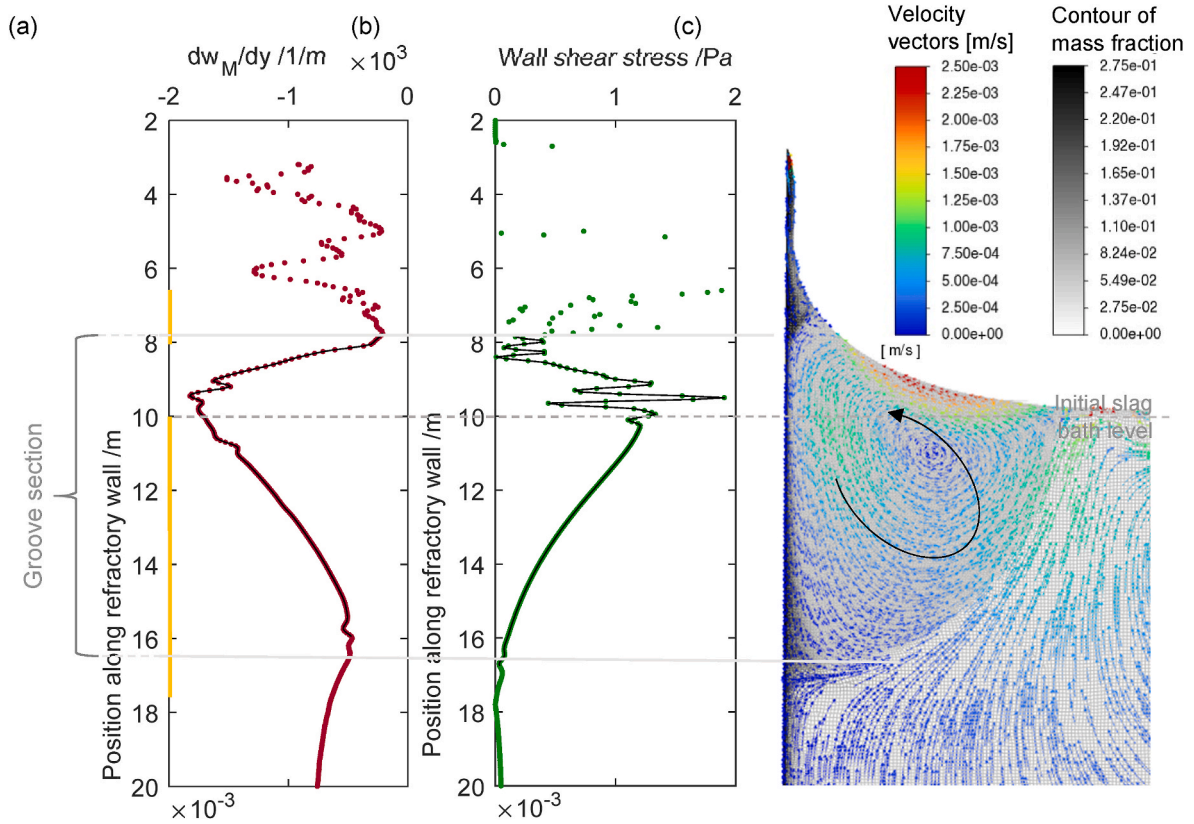 (a)
(b)
(c)
dw_M/dy /1/m
×10^3
-2
-1
0
2
4
6
8
10
12
14
16
18
20
×10^-3
Position along refractory wall /m
Groove section
Wall shear stress /Pa
0
1
2
2
4
6
8
10
12
14
16
18
20
×10^-3
Position along refractory wall /m
Velocity
vectors [m/s]
2.50e-03
2.25e-03
2.00e-03
1.75e-03
1.50e-03
1.25e-03
1.00e-03
7.50e-04
5.00e-04
2.50e-04
0.00e+00
[ m/s ]
Contour of
mass fraction
2.75e-01
2.47e-01
2.20e-01
1.92e-01
1.65e-01
1.38e-01
1.10e-01
8.25e-02
5.50e-02
2.75e-02
0.00e+00
Initial slag
bath level